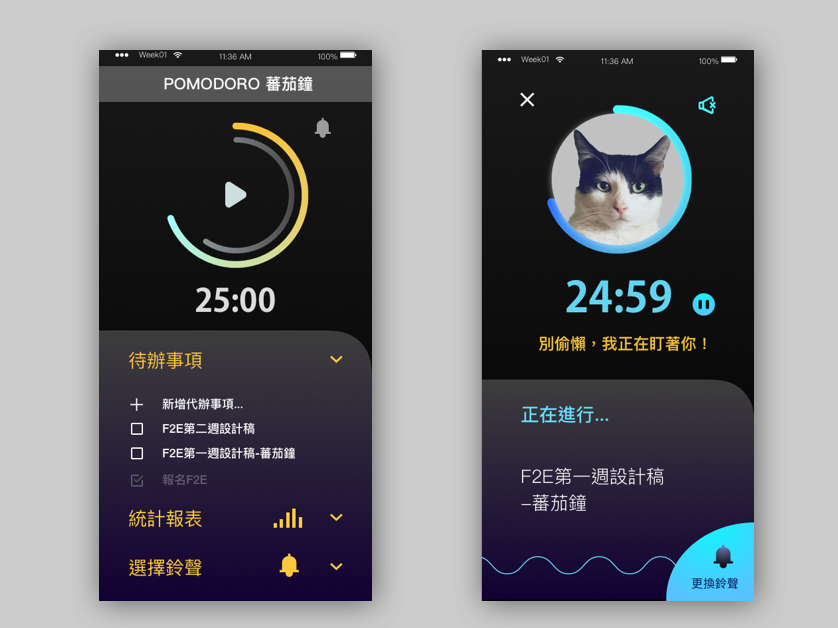 Week01
11:36 AM
100%
POMODORO 蕃茄鐘
25:00
待辦事項
新增代辦事項...
F2E第二週設計稿
F2E第一週設計稿-蕃茄鐘
報名F2E
統計報表
選擇鈴聲
Week01
11:36 AM
100%
24:59
別偷懶，我正在盯著你！
正在進行...
F2E第一週設計稿
-蕃茄鐘
更換鈴聲